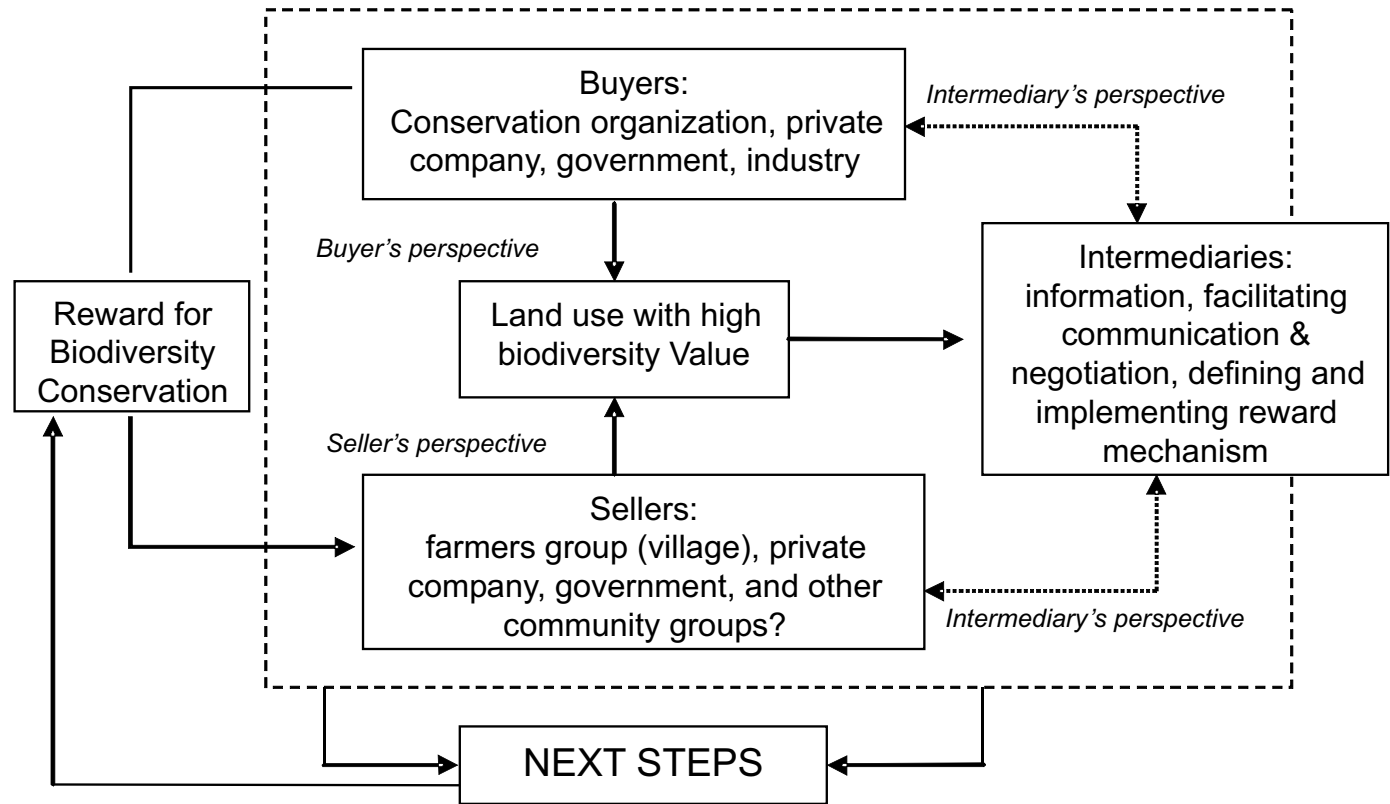 Buyers:
Conservation organization, private
company, government, industry
Intermediary’s perspective
Buyer’s perspective
Reward for
Biodiversity
Conservation
Land use with high
biodiversity Value
Intermediaries:
information, facilitating
communication &
negotiation, defining and
implementing reward
mechanism
Seller’s perspective
Sellers:
farmers group (village), private
company, government, and other
community groups?
Intermediary’s perspective
NEXT STEPS